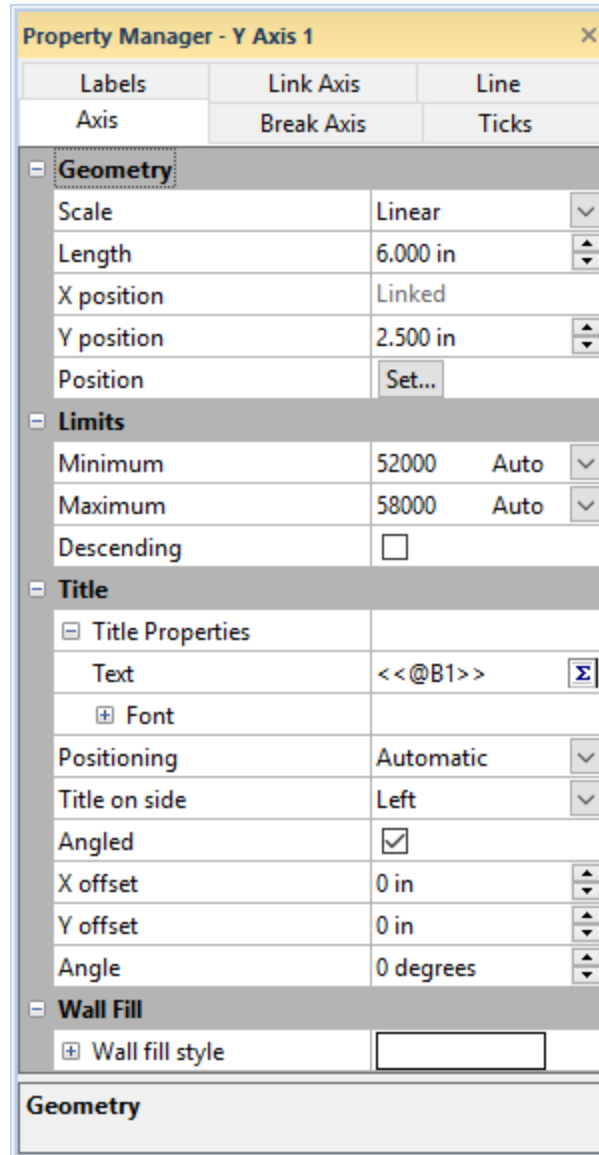 Property Manager - Y Axis 1
Labels Link Axis Line
Axis Break Axis Ticks
Geometry
Scale Linear
Length 6.000 in
X position Linked
Y position 2.500 in
Position Set...
Limits
Minimum 52000 Auto
Maximum 58000 Auto
Descending
Title
Title Properties
Text <<@B1>> Σ
Font
Positioning Automatic
Title on side Left
Angled
X offset 0 in
Y offset 0 in
Angle 0 degrees
Wall Fill
Wall fill style
Geometry